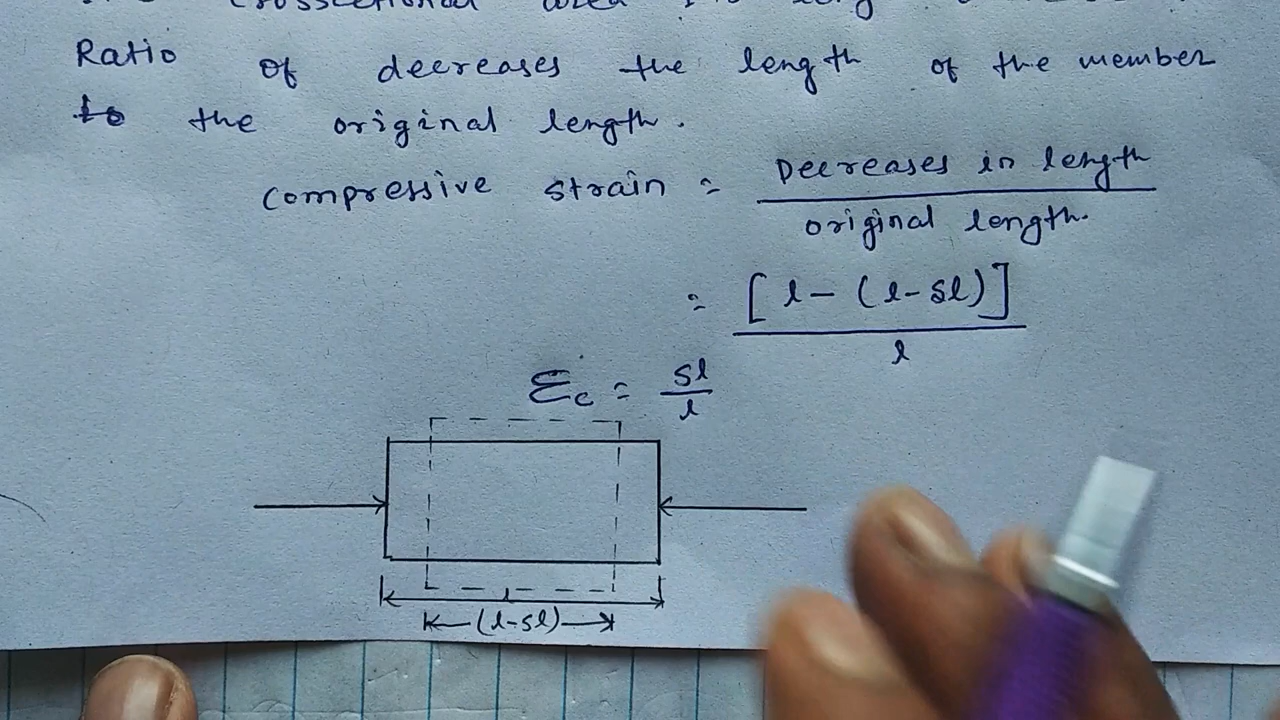 Ratio of decreases the length of the member
to the original length.
compressive strain = Decreases in length / original length.
= [l - (l - δl)] / l
Ɛc = δl / l
l
(l-δl)